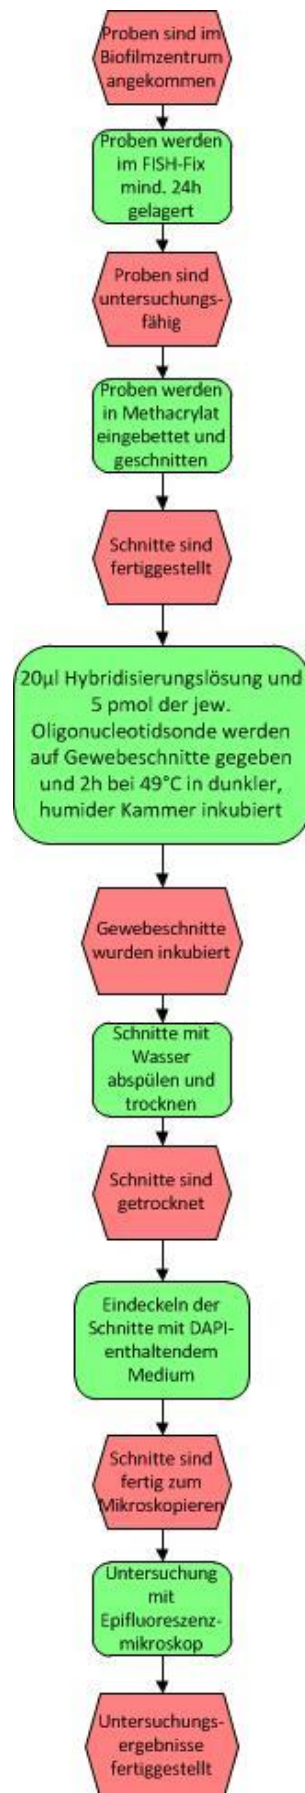 Proben sind im
Biofilmzentrum
angekommen
Proben werden
im FISH-Fix
mind. 24h
gelagert
Proben sind
untersuchungs-
fähig
Proben werden
in Methacrylat
eingebettet und
geschnitten
Schnitte sind
fertiggestellt
20µl Hybridisierungslösung und
5 pmol der jew.
Oligonucleotidsonde werden
auf Gewebeschnitte gegeben
und 2h bei 49°C in dunkler,
humider Kammer inkubiert
Gewebeschnitte
wurden inkubiert
Schnitte mit
Wasser
abspülen und
trocknen
Schnitte sind
getrocknet
Eindeckeln der
Schnitte mit DAPI-
enthaltendem
Medium
Schnitte sind
fertig zum
Mikroskopieren
Untersuchung
mit
Epifluoreszenz-
mikroskop
Untersuchungs-
ergebnisse
fertiggestellt